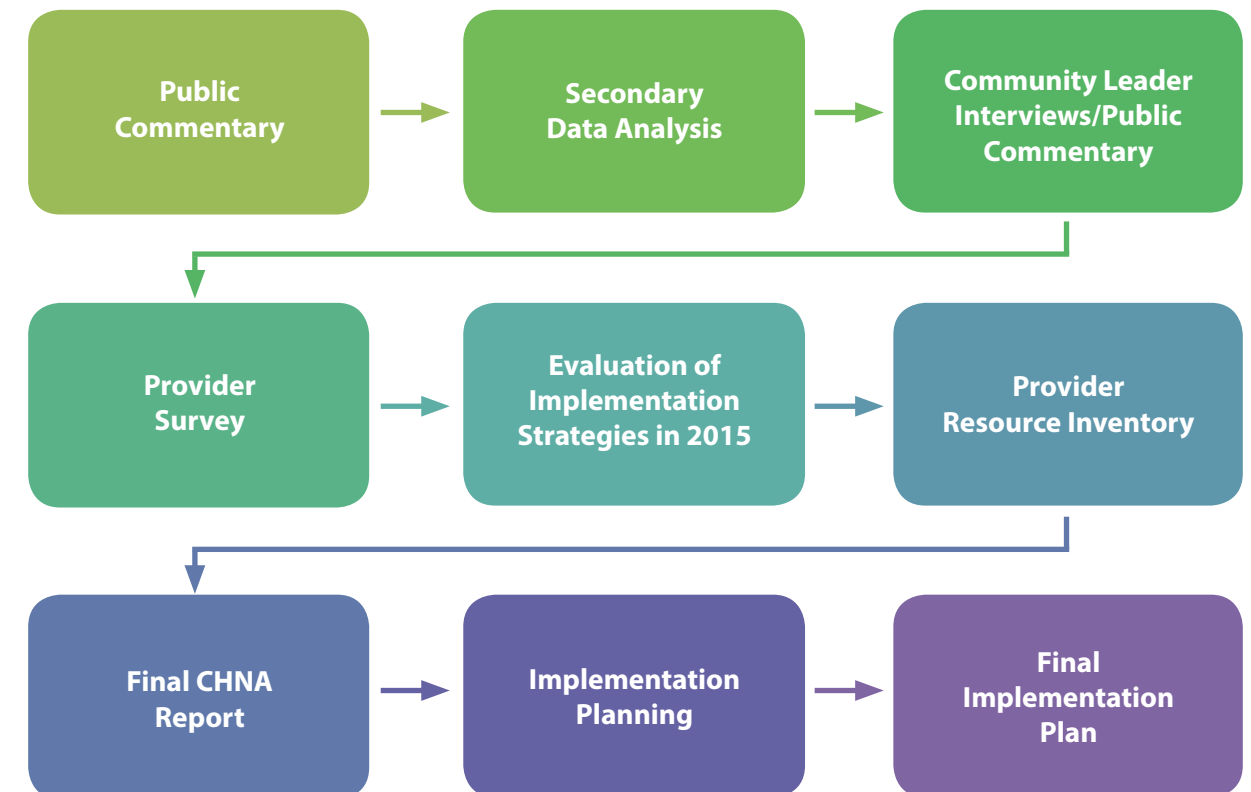 Public
Commentary
Secondary
Data Analysis
Community Leader
Interviews/Public
Commentary
Provider
Survey
Evaluation of
Implementation
Strategies in 2015
Provider
Resource Inventory
Final CHNA
Report
Implementation
Planning
Final
Implementation
Plan